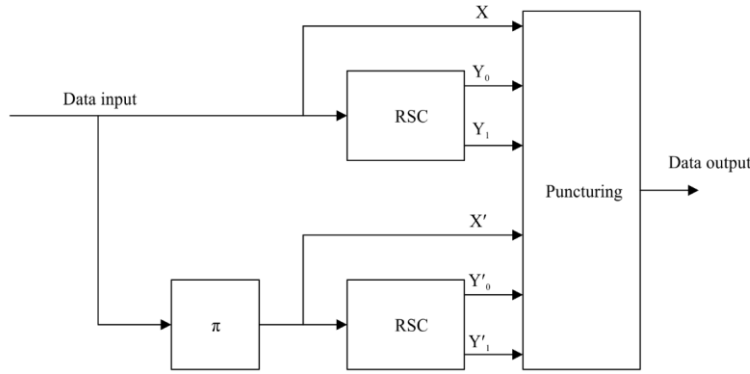 X
Y₀
Data input
RSC
Y₁
Data output
Puncturing
X′
Y′₀
π
RSC
Y′₁